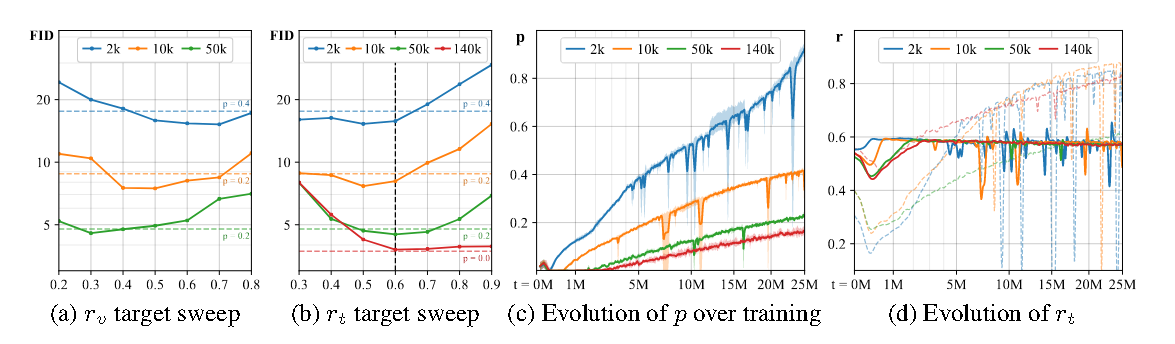 FID
2k 10k 50k
20
10
5
p = 0.4
p = 0.2
p = 0.2
0.2 0.3 0.4 0.5 0.6 0.7 0.8
(a) r_v target sweep
FID
2k 10k 50k 140k
20
10
5
p = 0.4
p = 0.2
p = 0.2
p = 0.0
0.2 0.3 0.4 0.5 0.6 0.7 0.8 0.9
(b) r_t target sweep
p
2k 10k 50k 140k
0.8
0.6
0.4
0.2
t = 0M 1M 5M 10M 15M 20M 25M
(c) Evolution of p over training
r
2k 10k 50k 140k
0.8
0.6
0.4
0.2
t = 0M 1M 5M 10M 15M 20M 25M
(d) Evolution of r_t